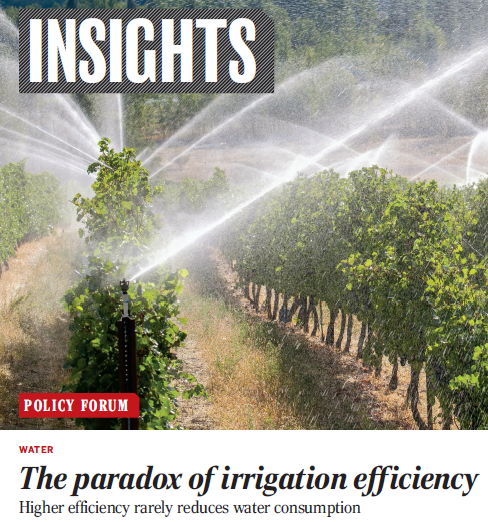 INSIGHTS
POLICY FORUM
WATER
The paradox of irrigation efficiency
Higher efficiency rarely reduces water consumption